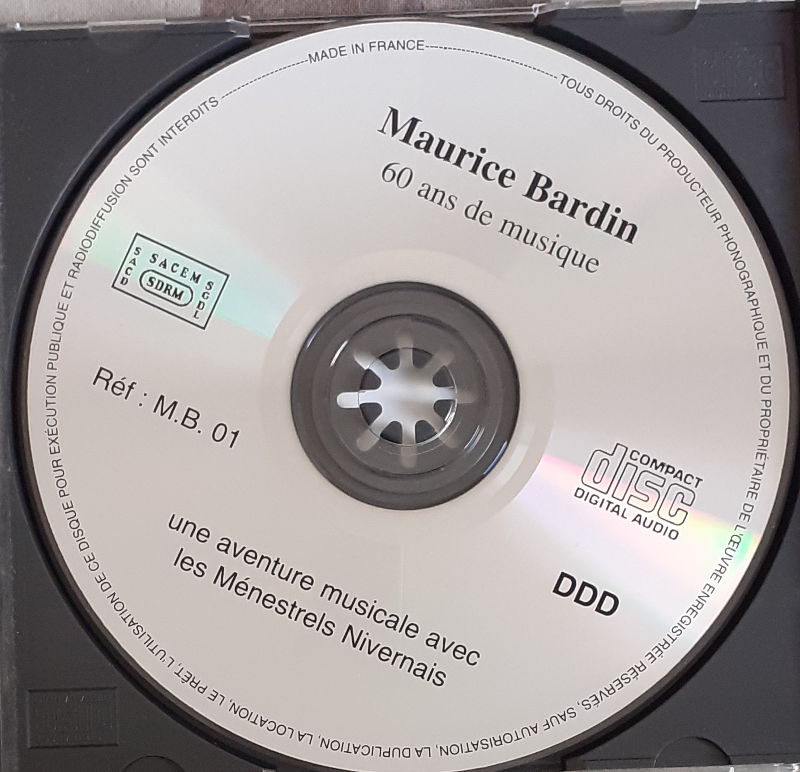 MADE IN FRANCE
TOUS DROITS DU PRODUCTEUR PHONOGRAPHIQUE ET DU PROPRIÉTAIRE DE L'ŒUVRE ENREGISTRÉE RÉSERVÉS, SAUF AUTORISATION, LA DUPLICATION, LA LOCATION, LE PRÊT, L'UTILISATION DE CE DISQUE POUR EXÉCUTION PUBLIQUE ET RADIODIFFUSION SONT INTERDITS
Maurice Bardin
60 ans de musique
SACEM
SACD
SDRM
SGDL
Réf : M.B. 01
COMPACT
disc
DIGITAL AUDIO
DDD
une aventure musicale avec
les Ménestrels Nivernais